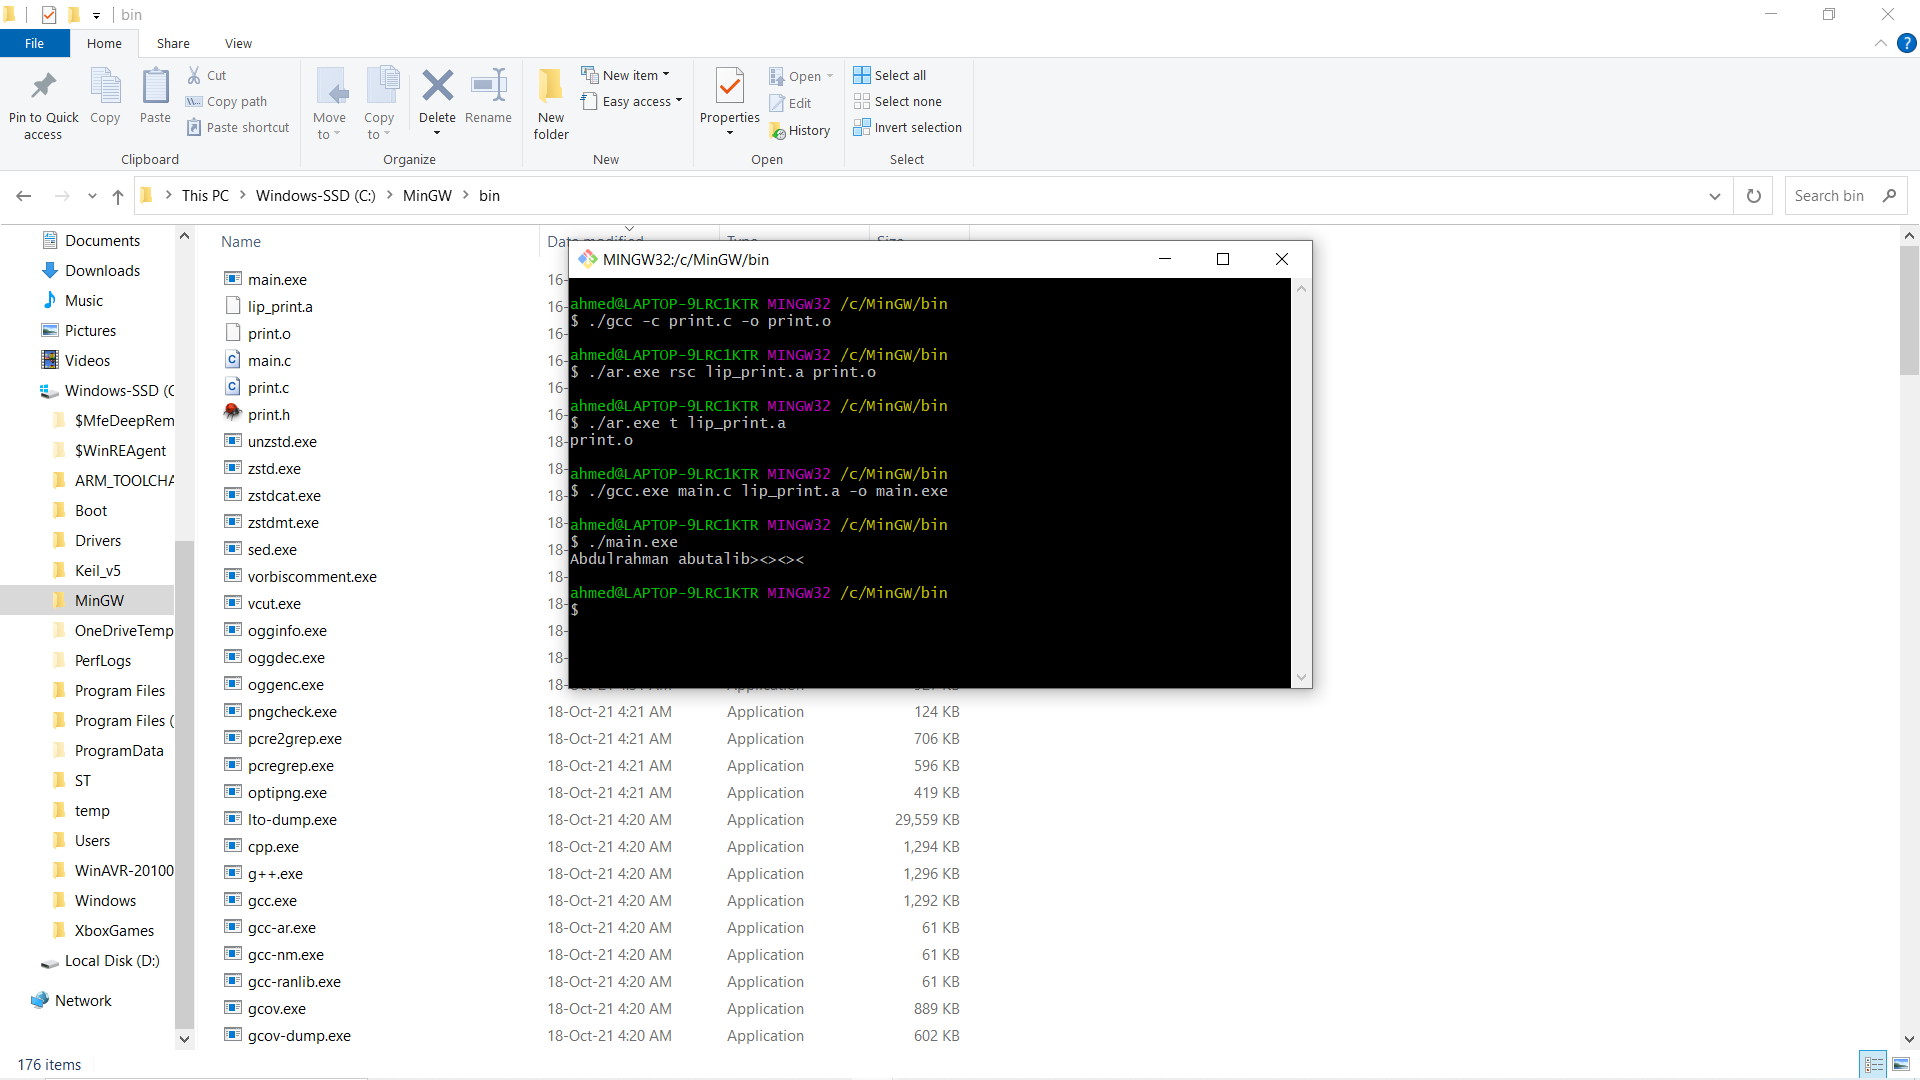 bin
File Home Share View
Pin to Quick access
Copy
Paste
Cut
Copy path
Paste shortcut
Clipboard
Move to
Copy to
Delete
Rename
Organize
New folder
New item
Easy access
New
Properties
Open
Edit
History
Open
Select all
Select none
Invert selection
Select
This PC > Windows-SSD (C:) > MinGW > bin
Search bin
Documents
Downloads
Music
Pictures
Videos
Windows-SSD (C
$MfeDeepRem
$WinREAgent
ARM_TOOLCHA
Boot
Drivers
Keil_v5
MinGW
OneDriveTemp
PerfLogs
Program Files
Program Files (
ProgramData
ST
temp
Users
WinAVR-20100
Windows
XboxGames
Local Disk (D:)
Network
Name Date modified Type Size
main.exe 16-
lip_print.a 16-
print.o 16-
main.c 16-
print.c 16-
print.h 16-
unzstd.exe 18-
zstd.exe 18-
zstdcat.exe 18-
zstdmt.exe 18-
sed.exe 18-
vorbiscomment.exe 18-
vcut.exe 18-
ogginfo.exe 18-
oggdec.exe 18-
oggenc.exe 18-
pngcheck.exe 18-Oct-21 4:21 AM Application 124 KB
pcre2grep.exe 18-Oct-21 4:21 AM Application 706 KB
pcregrep.exe 18-Oct-21 4:21 AM Application 596 KB
optipng.exe 18-Oct-21 4:21 AM Application 419 KB
lto-dump.exe 18-Oct-21 4:20 AM Application 29,559 KB
cpp.exe 18-Oct-21 4:20 AM Application 1,294 KB
g++.exe 18-Oct-21 4:20 AM Application 1,296 KB
gcc.exe 18-Oct-21 4:20 AM Application 1,292 KB
gcc-ar.exe 18-Oct-21 4:20 AM Application 61 KB
gcc-nm.exe 18-Oct-21 4:20 AM Application 61 KB
gcc-ranlib.exe 18-Oct-21 4:20 AM Application 61 KB
gcov.exe 18-Oct-21 4:20 AM Application 889 KB
gcov-dump.exe 18-Oct-21 4:20 AM Application 602 KB
MINGW32:/c/MinGW/bin
ahmed@LAPTOP-9LRC1KTR MINGW32 /c/MinGW/bin
$ ./gcc -c print.c -o print.o
ahmed@LAPTOP-9LRC1KTR MINGW32 /c/MinGW/bin
$ ./ar.exe rsc lip_print.a print.o
ahmed@LAPTOP-9LRC1KTR MINGW32 /c/MinGW/bin
$ ./ar.exe t lip_print.a
print.o
ahmed@LAPTOP-9LRC1KTR MINGW32 /c/MinGW/bin
$ ./gcc.exe main.c lip_print.a -o main.exe
ahmed@LAPTOP-9LRC1KTR MINGW32 /c/MinGW/bin
$ ./main.exe
Abdulrahman abutalib><><><
ahmed@LAPTOP-9LRC1KTR MINGW32 /c/MinGW/bin
$
176 items